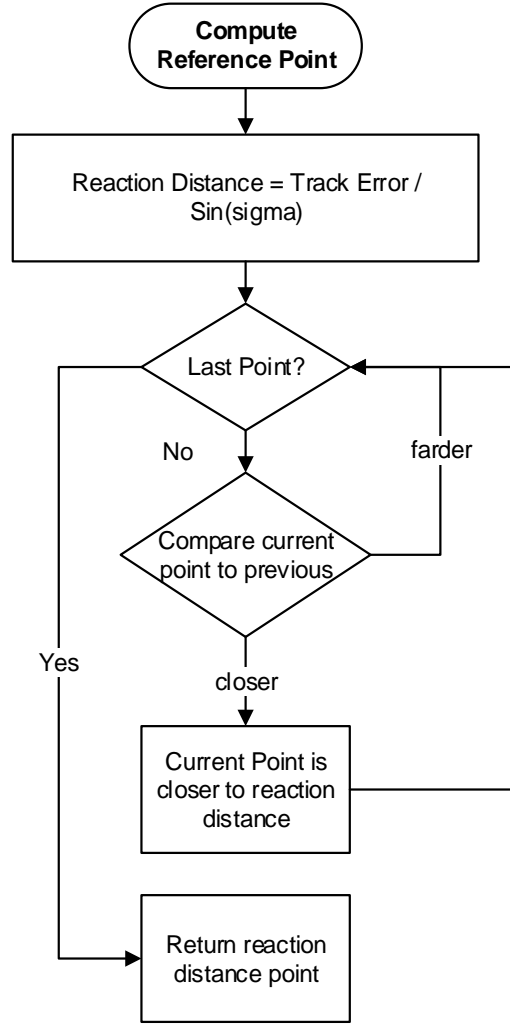 Compute
Reference Point
Reaction Distance = Track Error /
Sin(sigma)
Last Point?
No
farder
Compare current
point to previous
Yes
closer
Current Point is
closer to reaction
distance
Return reaction
distance point